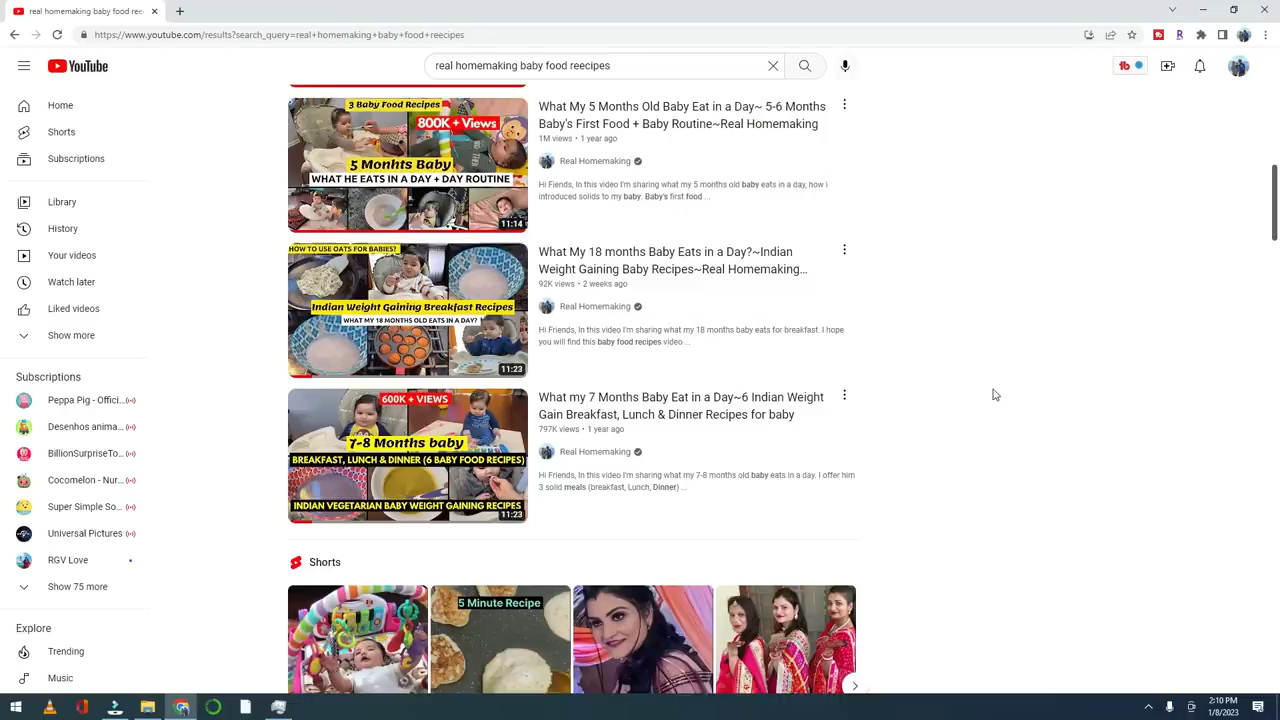 real homemaking baby food re
https://www.youtube.com/results?search_query=real+homemaking+baby+food+reecipes
YouTube
real homemaking baby food reecipes
Home
Shorts
Subscriptions
Library
History
Your videos
Watch later
Liked videos
Show more
Subscriptions
Peppa Pig - Offici...
Desenhos anima...
BillionSurpriseTo...
Cocomelon - Nur...
Super Simple So...
Universal Pictures
RGV Love
Show 75 more
Explore
Trending
Music
3 Baby Food Recipes
800K + Views
5 Monhts Baby
WHAT HE EATS IN A DAY + DAY ROUTINE
11:14
What My 5 Months Old Baby Eat in a Day~ 5-6 Months
Baby's First Food + Baby Routine~Real Homemaking
1M views • 1 year ago
Real Homemaking
Hi Fiends, In this video I'm sharing what my 5 months old baby eats in a day, how i
introduced solids to my baby. Baby's first food ...
HOW TO USE OATS FOR BABIES?
Indian Weight Gaining Breakfast Recipes
WHAT MY 18 MONTHS OLD EATS IN A DAY?
11:23
What My 18 months Baby Eats in a Day?~Indian
Weight Gaining Baby Recipes~Real Homemaking...
92K views • 2 weeks ago
Real Homemaking
Hi Friends, In this video I'm sharing what my 18 months baby eats for breakfast. I hope
you will find this baby food recipes video ...
600K + VIEWS
7-8 Months baby
BREAKFAST, LUNCH & DINNER (6 BABY FOOD RECIPES)
INDIAN VEGETARIAN BABY WEIGHT GAINING RECIPES
11:23
What my 7 Months Baby Eat in a Day~6 Indian Weight
Gain Breakfast, Lunch & Dinner Recipes for baby
797K views • 1 year ago
Real Homemaking
Hi Friends, In this video I'm sharing what my 7-8 months old baby eats in a day. I offer him
3 solid meals (breakfast, Lunch, Dinner) ...
Shorts
5 Minute Recipe
2:10 PM
1/8/2023